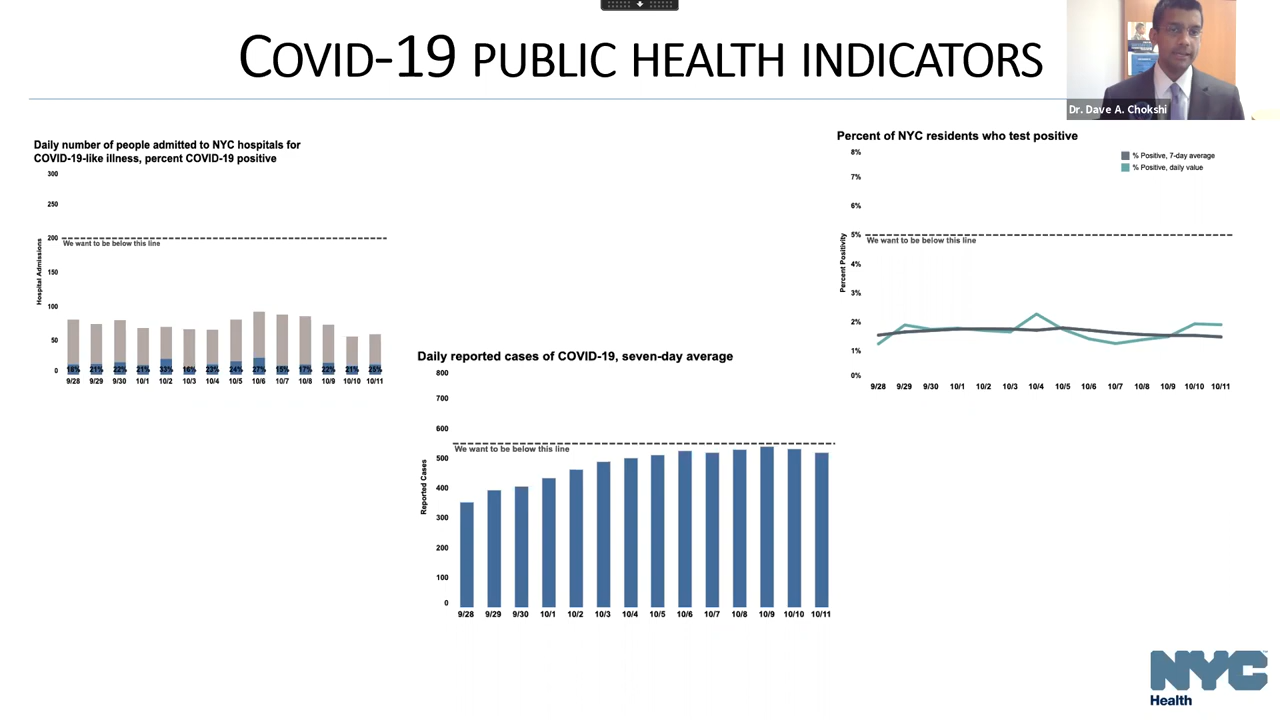 COVID-19 PUBLIC HEALTH INDICATORS
Dr. Dave A. Chokshi
Daily number of people admitted to NYC hospitals for
COVID-19-like illness, percent COVID-19 positive
300
250
200
We want to be below this line
150
100
50
0
Hospital Admissions
18% 21% 22% 21% 33% 16% 23% 24% 27% 15% 17% 22% 21% 25%
9/28 9/29 9/30 10/1 10/2 10/3 10/4 10/5 10/6 10/7 10/8 10/9 10/10 10/11
Daily reported cases of COVID-19, seven-day average
800
700
600
We want to be below this line
500
400
300
200
100
0
Reported Cases
9/28 9/29 9/30 10/1 10/2 10/3 10/4 10/5 10/6 10/7 10/8 10/9 10/10 10/11
Percent of NYC residents who test positive
% Positive, 7-day average
% Positive, daily value
8%
7%
6%
5%
We want to be below this line
4%
3%
2%
1%
0%
Percent Positivity
9/28 9/29 9/30 10/1 10/2 10/3 10/4 10/5 10/6 10/7 10/8 10/9 10/10 10/11
NYC
Health